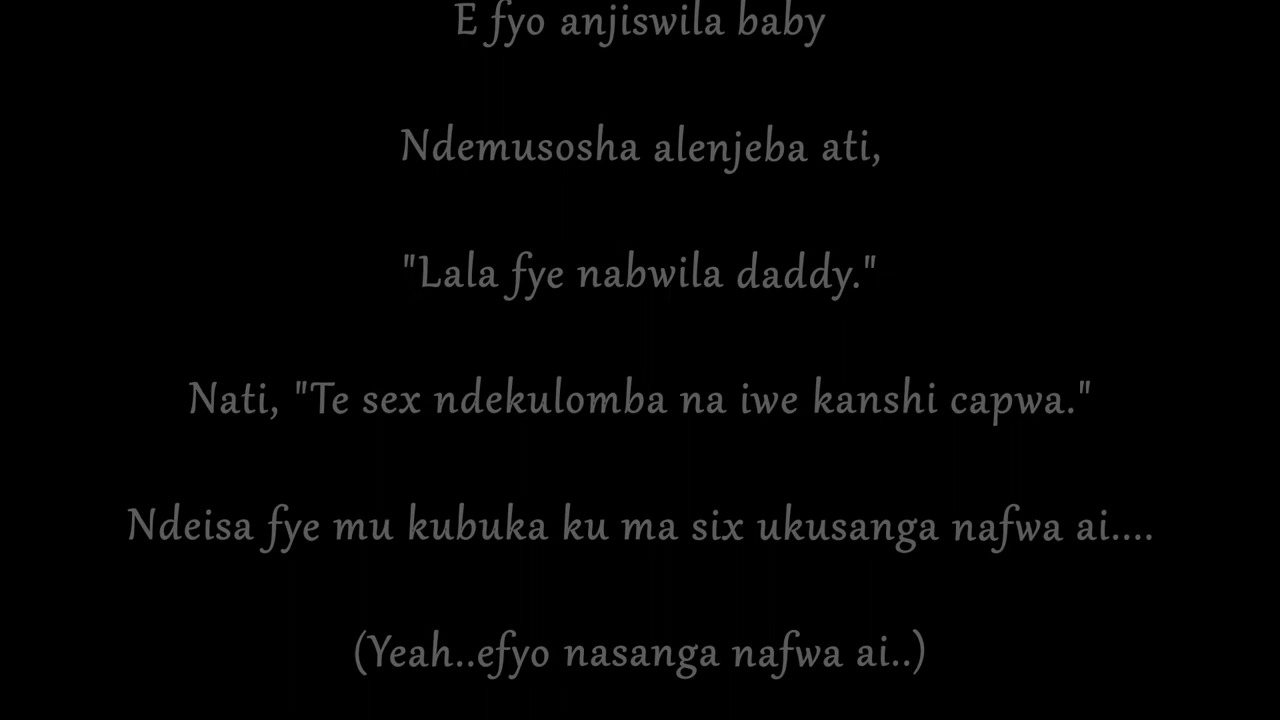 E fyo anjiswila baby
Ndemusosha alenjeba ati,
"Lala fye nabwila daddy."
Nati, "Te sex ndekulomba na iwe kanshi capwa."
Ndeisa fye mu kubuka ku ma six ukusanga nafwa ai....
(Yeah..efyo nasanga nafwa ai..)